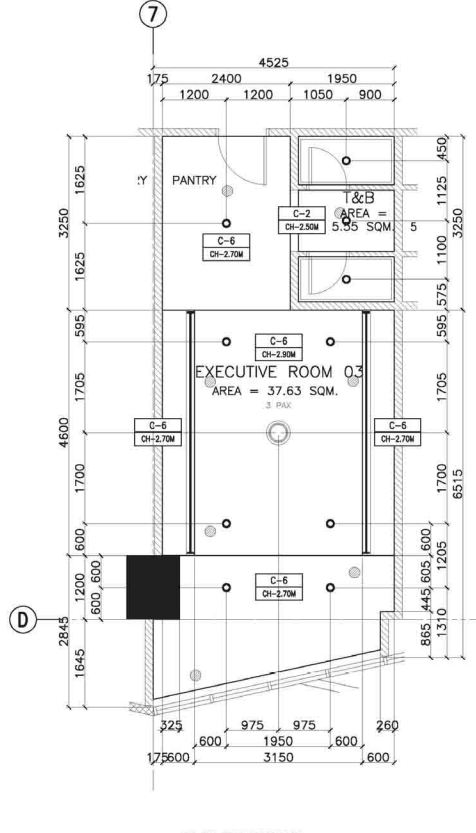 7
4525
175 2400 1950
1200 1200 1050 900
3250
1625
1625
450
1125
1100
575
3250
:Y PANTRY
T&B
AREA =
5.55 SQM. 5
C-2
CH-2.50M
C-6
CH-2.70M
595
1705
4600
1700
600
595
1705
1700
6515
C-6
CH-2.90M
EXECUTIVE ROOM 03
AREA = 37.63 SQM.
3 PAX
C-6
CH-2.70M
C-6
CH-2.70M
600
1205
605
445
1310
865
1200
600
600
C-6
CH-2.70M
D
2845
1645
325 975 975 260
600 1950 600
175 600 3150 600